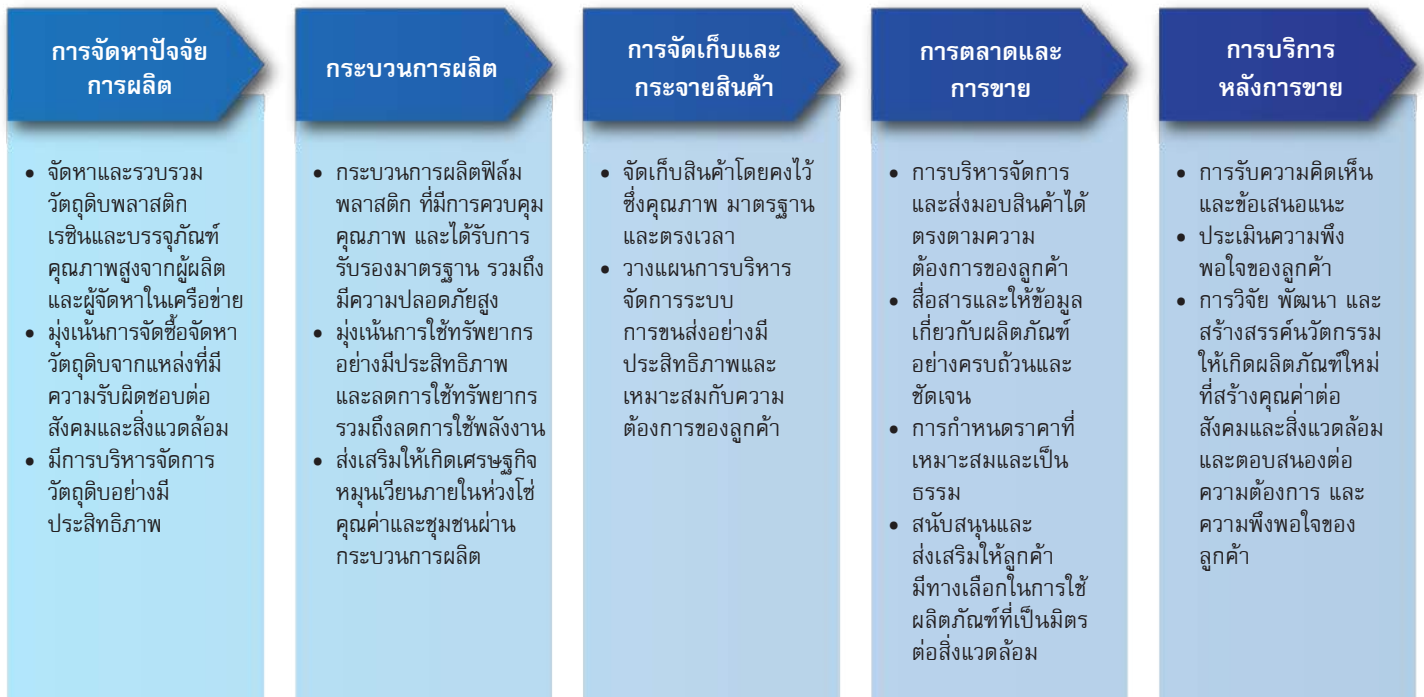 การจัดหาปัจจัย
การผลิต
จัดหาและรวบรวม
วัตถุดิบพลาสติก
เรซินและบรรจุภัณฑ์
คุณภาพสูงจากผู้ผลิต
และผู้จัดหาในเครือข่าย
มุ่งเน้นการจัดซื้อจัดหา
วัตถุดิบจากแหล่งที่มี
ความรับผิดชอบต่อ
สังคมและสิ่งแวดล้อม
มีการบริหารจัดการ
วัตถุดิบอย่างมี
ประสิทธิภาพ
กระบวนการผลิต
กระบวนการผลิตฟิล์ม
พลาสติก ที่มีการควบคุม
คุณภาพ และได้รับการ
รับรองมาตรฐาน รวมถึง
มีความปลอดภัยสูง
มุ่งเน้นการใช้ทรัพยากร
อย่างมีประสิทธิภาพ
และลดการใช้ทรัพยากร
รวมถึงลดการใช้พลังงาน
ส่งเสริมให้เกิดเศรษฐกิจ
หมุนเวียนภายในห่วงโซ่
คุณค่าและชุมชนผ่าน
กระบวนการผลิต
การจัดเก็บและ
กระจายสินค้า
จัดเก็บสินค้าโดยคงไว้
ซึ่งคุณภาพ มาตรฐาน
และตรงเวลา
วางแผนการบริหาร
จัดการระบบ
การขนส่งอย่างมี
ประสิทธิภาพและ
เหมาะสมกับความ
ต้องการของลูกค้า
การตลาดและ
การขาย
การบริหารจัดการ
และส่งมอบสินค้าได้
ตรงตามความ
ต้องการของลูกค้า
สื่อสารและให้ข้อมูล
เกี่ยวกับผลิตภัณฑ์
อย่างครบถ้วนและ
ชัดเจน
การกำหนดราคาที่
เหมาะสมและเป็น
ธรรม
สนับสนุนและ
ส่งเสริมให้ลูกค้า
มีทางเลือกในการใช้
ผลิตภัณฑ์ที่เป็นมิตร
ต่อสิ่งแวดล้อม
การบริการ
หลังการขาย
การรับความคิดเห็น
และข้อเสนอแนะ
ประเมินความพึง
พอใจของลูกค้า
การวิจัย พัฒนา และ
สร้างสรรค์นวัตกรรม
ให้เกิดผลิตภัณฑ์ใหม่
ที่สร้างคุณค่าต่อ
สังคมและสิ่งแวดล้อม
และตอบสนองต่อ
ความต้องการ และ
ความพึงพอใจของ
ลูกค้า